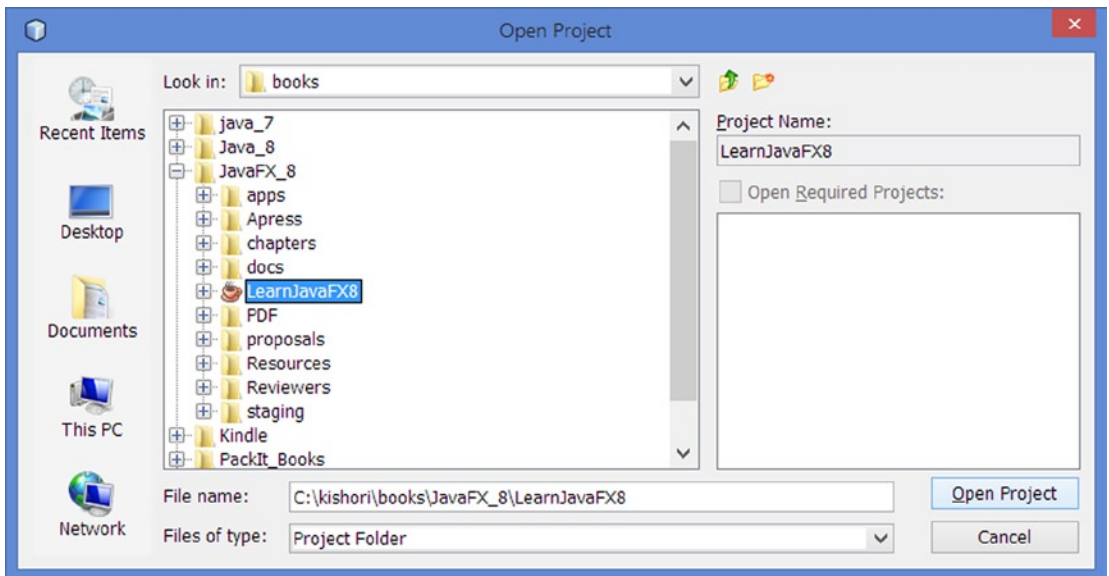 Open Project
Look in: books
Recent Items
Desktop
Documents
This PC
Network
java_7
Java_8
JavaFX_8
apps
Apress
chapters
docs
LearnJavaFX8
PDF
proposals
Resources
Reviewers
staging
Kindle
PackIt_Books
Project Name:
LearnJavaFX8
Open Required Projects:
File name: C:\kishori\books\JavaFX_8\LearnJavaFX8
Files of type: Project Folder
Open Project
Cancel